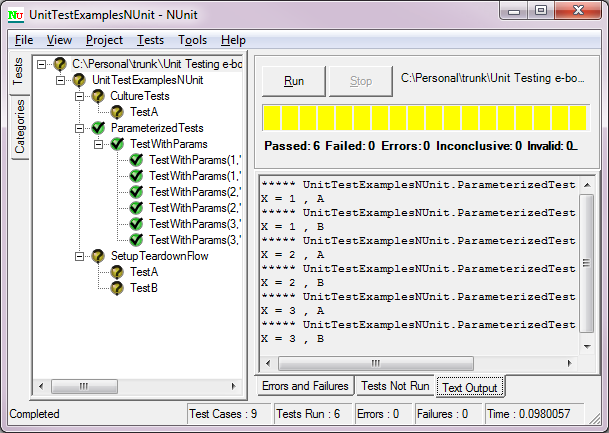 UnitTestExamplesNUnit - NUnit
File View Project Tests Tools Help
Tests
Categories
C:\Personal\trunk\Unit Testing e-bo
UnitTestExamplesNUnit
CultureTests
TestA
ParameterizedTests
TestWithParams
TestWithParams(1,"
TestWithParams(1,"
TestWithParams(2,"
TestWithParams(2,"
TestWithParams(3,"
TestWithParams(3,"
SetupTeardownFlow
TestA
TestB
Run
Stop
C:\Personal\trunk\Unit Testing e-bo...
Passed: 6 Failed: 0 Errors: 0 Inconclusive: 0 Invalid: 0...
***** UnitTestExamplesNUnit.ParameterizedTest
X = 1 , A
***** UnitTestExamplesNUnit.ParameterizedTest
X = 1 , B
***** UnitTestExamplesNUnit.ParameterizedTest
X = 2 , A
***** UnitTestExamplesNUnit.ParameterizedTest
X = 2 , B
***** UnitTestExamplesNUnit.ParameterizedTest
X = 3 , A
***** UnitTestExamplesNUnit.ParameterizedTest
X = 3 , B
Errors and Failures
Tests Not Run
Text Output
Completed
Test Cases : 9
Tests Run : 6
Errors : 0
Failures : 0
Time : 0.0980057